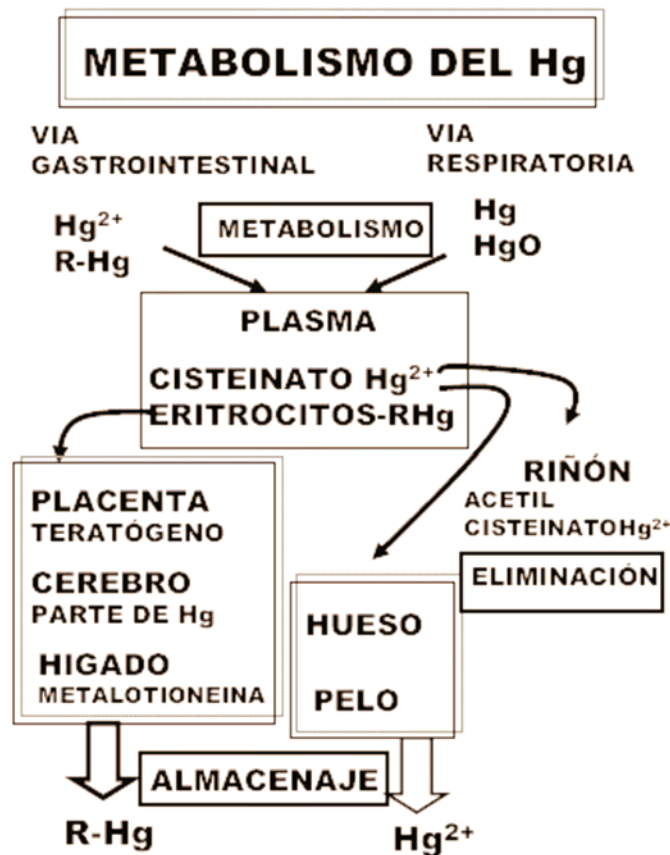 METABOLISMO DEL Hg
VIA
GASTROINTESTINAL
VIA
RESPIRATORIA
Hg²⁺
R-Hg
METABOLISMO
Hg
HgO
PLASMA
CISTEINATO Hg²⁺
ERITROCITOS-RHg
PLACENTA
TERATÓGENO
CEREBRO
PARTE DE Hg
HIGADO
METALOTIONEINA
RIÑÓN
ACETIL
CISTEINATOHg²⁺
ELIMINACIÓN
HUESO
PELO
ALMACENAJE
R-Hg
Hg²⁺